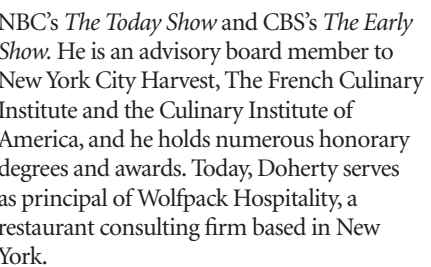 NBC’s The Today Show and CBS’s The Early
Show. He is an advisory board member to
New York City Harvest, The French Culinary
Institute and the Culinary Institute of
America, and he holds numerous honorary
degrees and awards. Today, Doherty serves
as principal of Wolfpack Hospitality, a
restaurant consulting firm based in New
York.